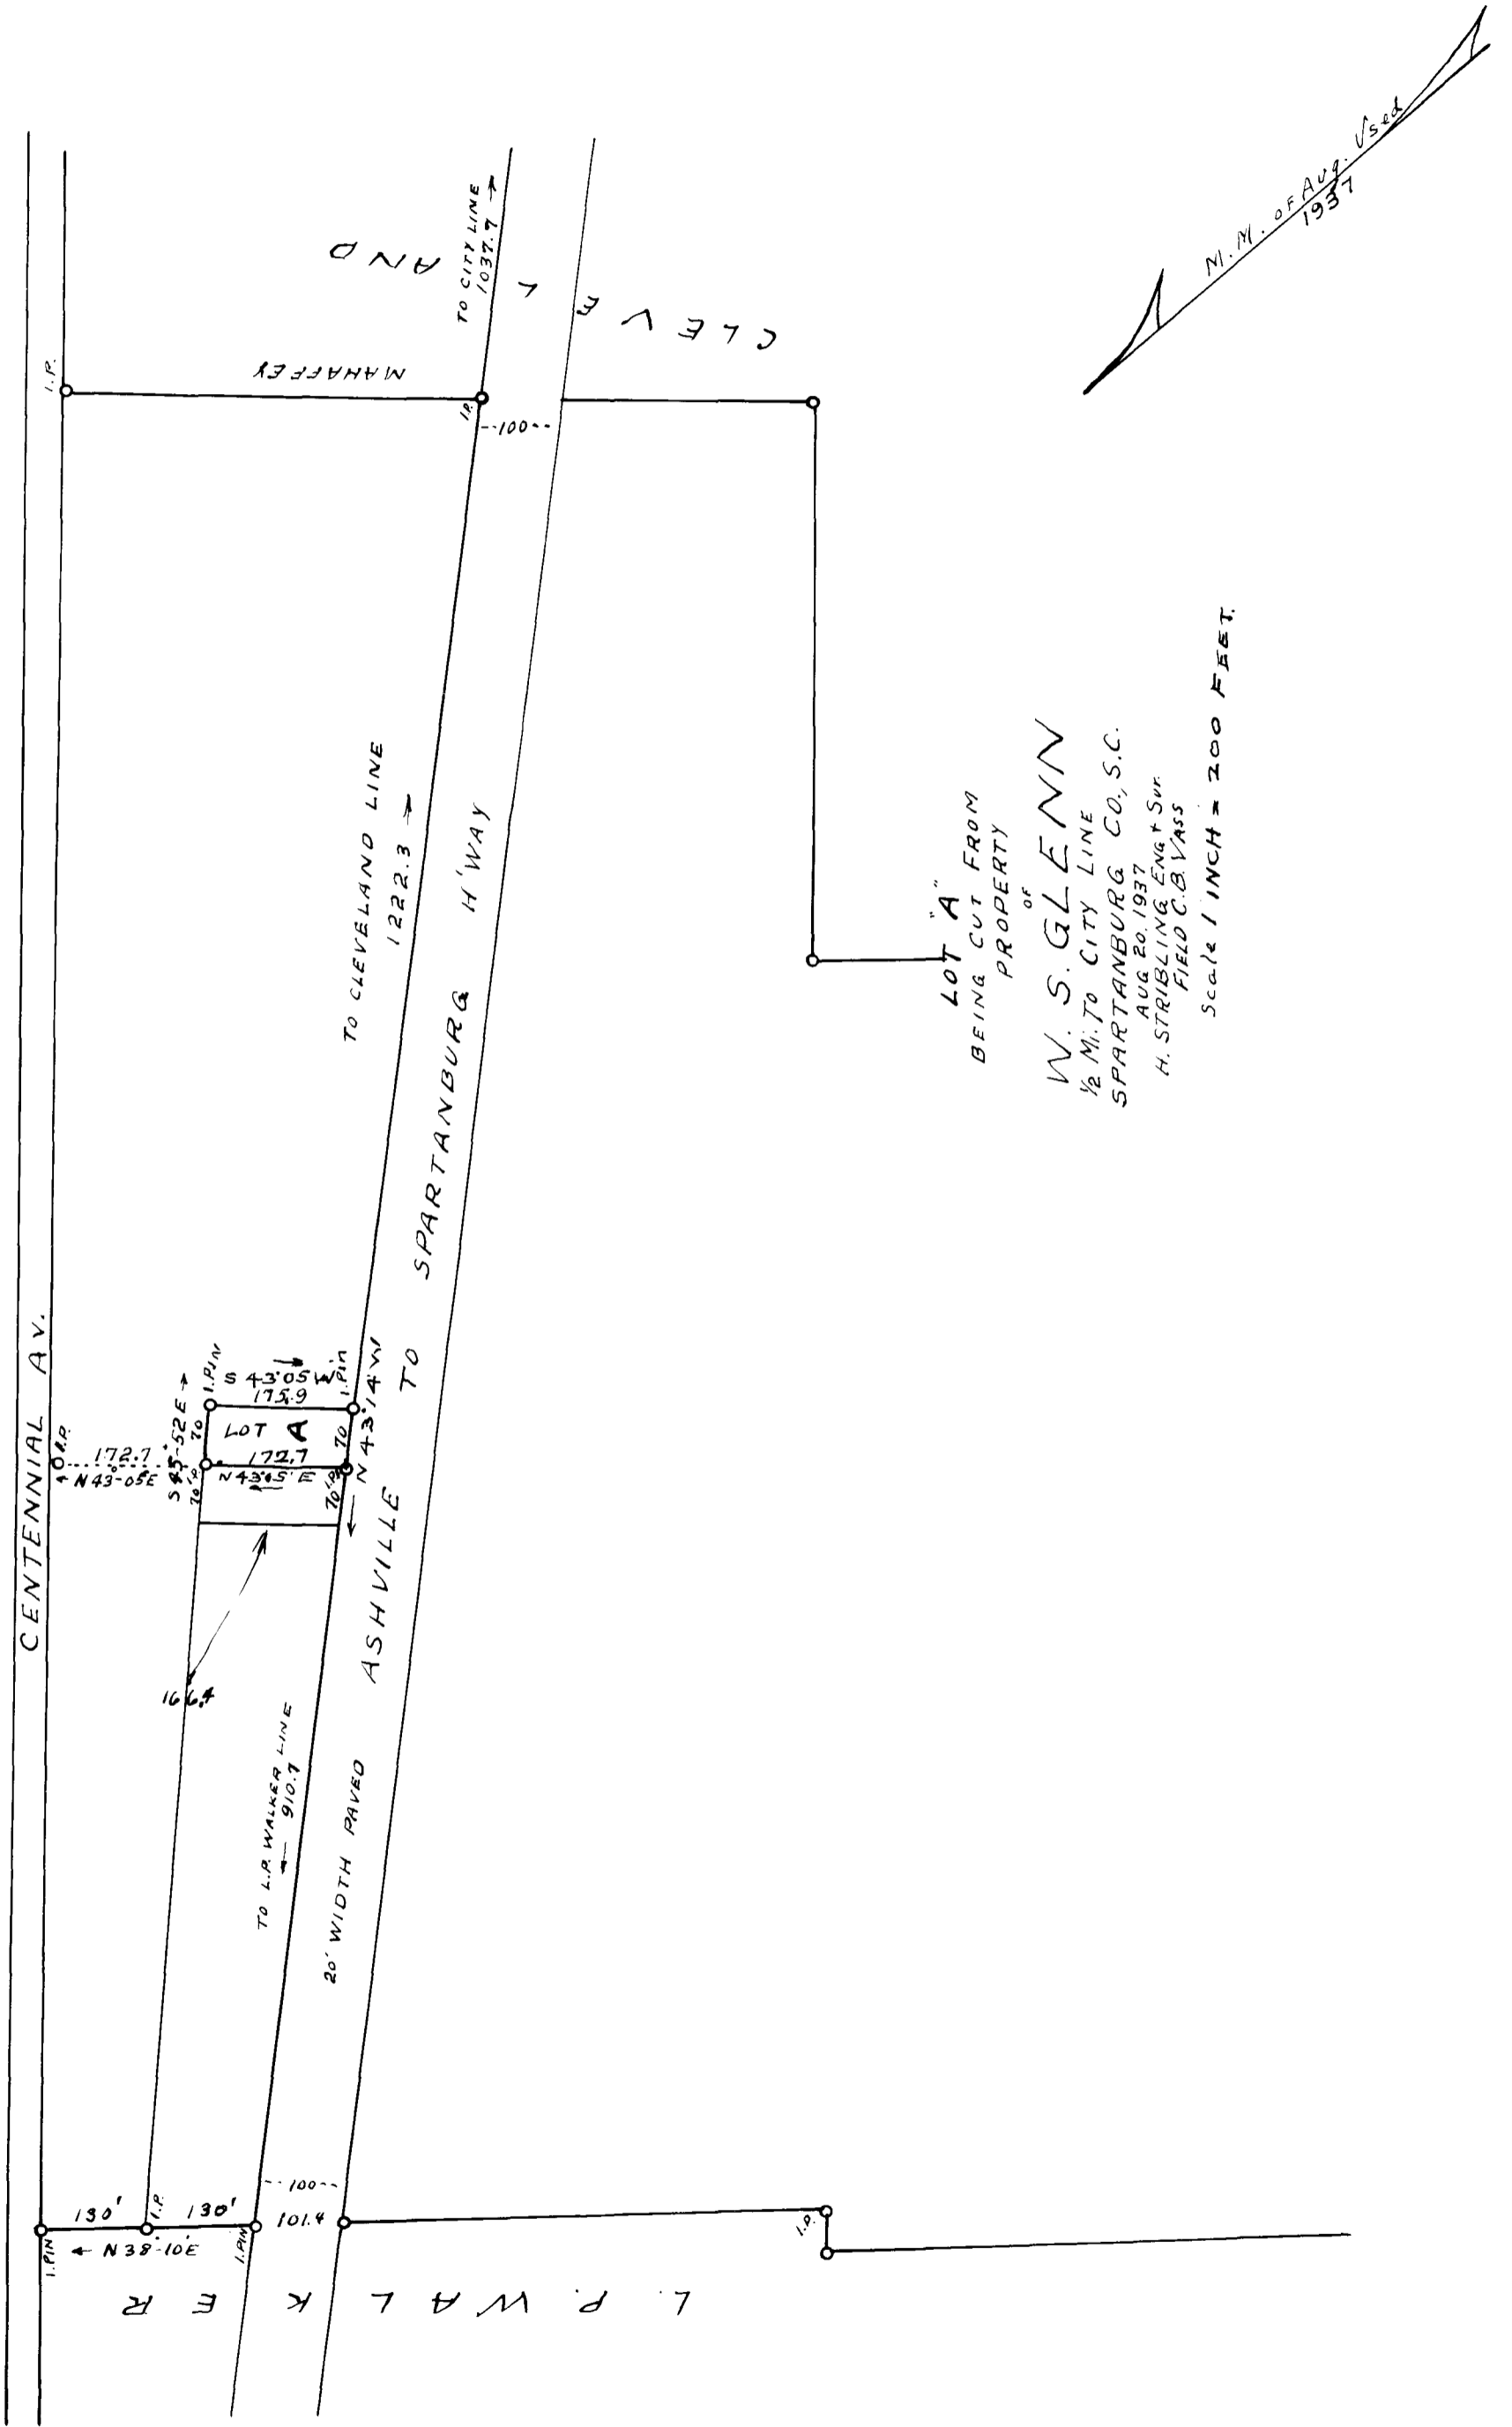 CENTENNIAL AV.
I.P.
MAHAFFEY
I.P.
--100--
TO CITY LINE
1037.7 →
CLEVELAND
TO CLEVELAND LINE
1222.3 →
I.P.
172.7
N 43°-05'E
S 45°-52 E →
I.PIN
70
S 43°05 W
175.9
I.Pin
LOT A
70
172.7
N 43°05' E
70 I.P.
70' I.P.
N 43°14'W
166.4
ASHVILLE TO SPARTANBURG H'WAY
TO L.P. WALKER LINE
← 910.7
20' WIDTH PAVED
130'
I.P.
130'
I.PIN
← N 38°-10'E
I.PIN
--100--
101.4
I.P.
L. P. WALKER
LOT "A"
BEING CUT FROM
PROPERTY
OF
W. S. GLENN
½ Mi. TO CITY LINE
SPARTANBURG CO., S.C.
AUG 20, 1937
H. STRIBLING ENG + SUR.
FIELD C.B. VASS
Scale 1 INCH = 200 FEET.
M.M. OF Aug. Used
1937